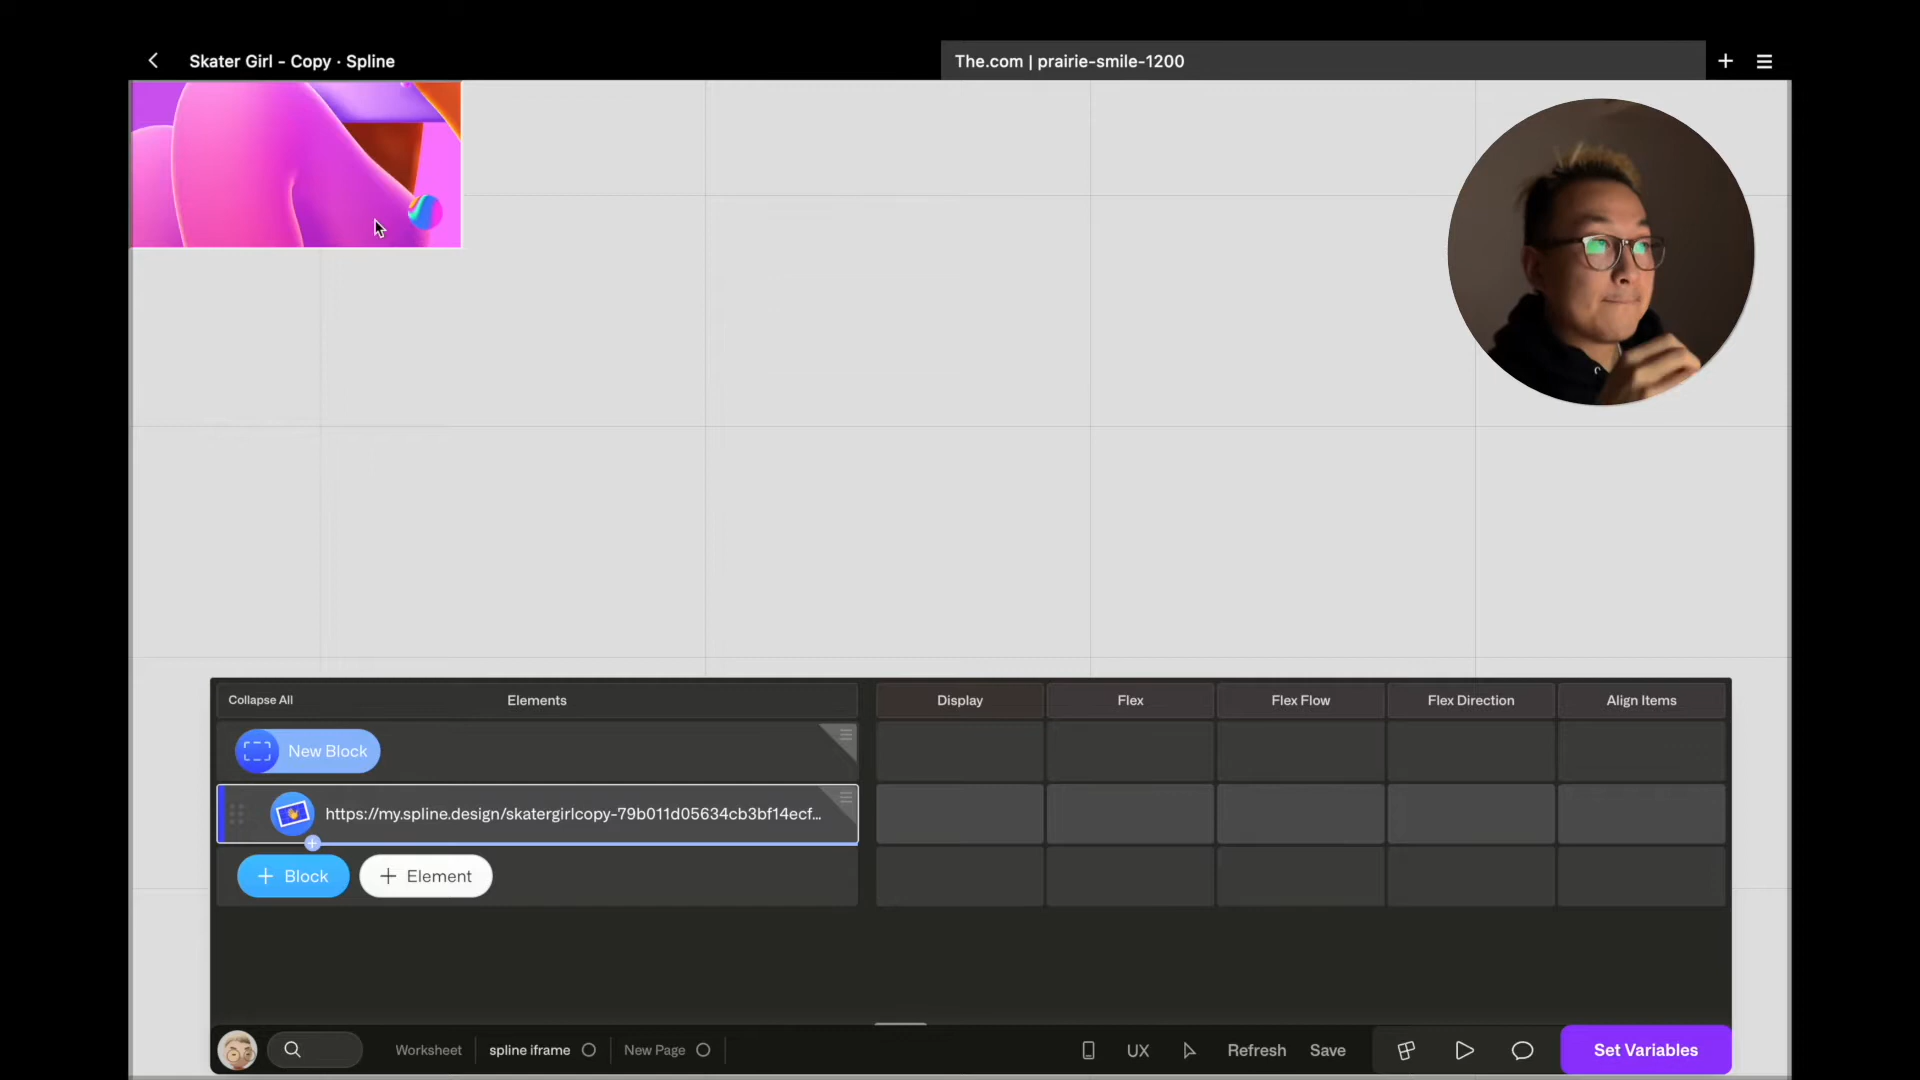 Skater Girl - Copy · Spline
The.com | prairie-smile-1200
Collapse All
Elements
Display
Flex
Flex Flow
Flex Direction
Align Items
New Block
https://my.spline.design/skatergirlcopy-79b011d05634cb3bf14ecf...
+ Block
+ Element
Worksheet
spline iframe
New Page
UX
Refresh
Save
Set Variables